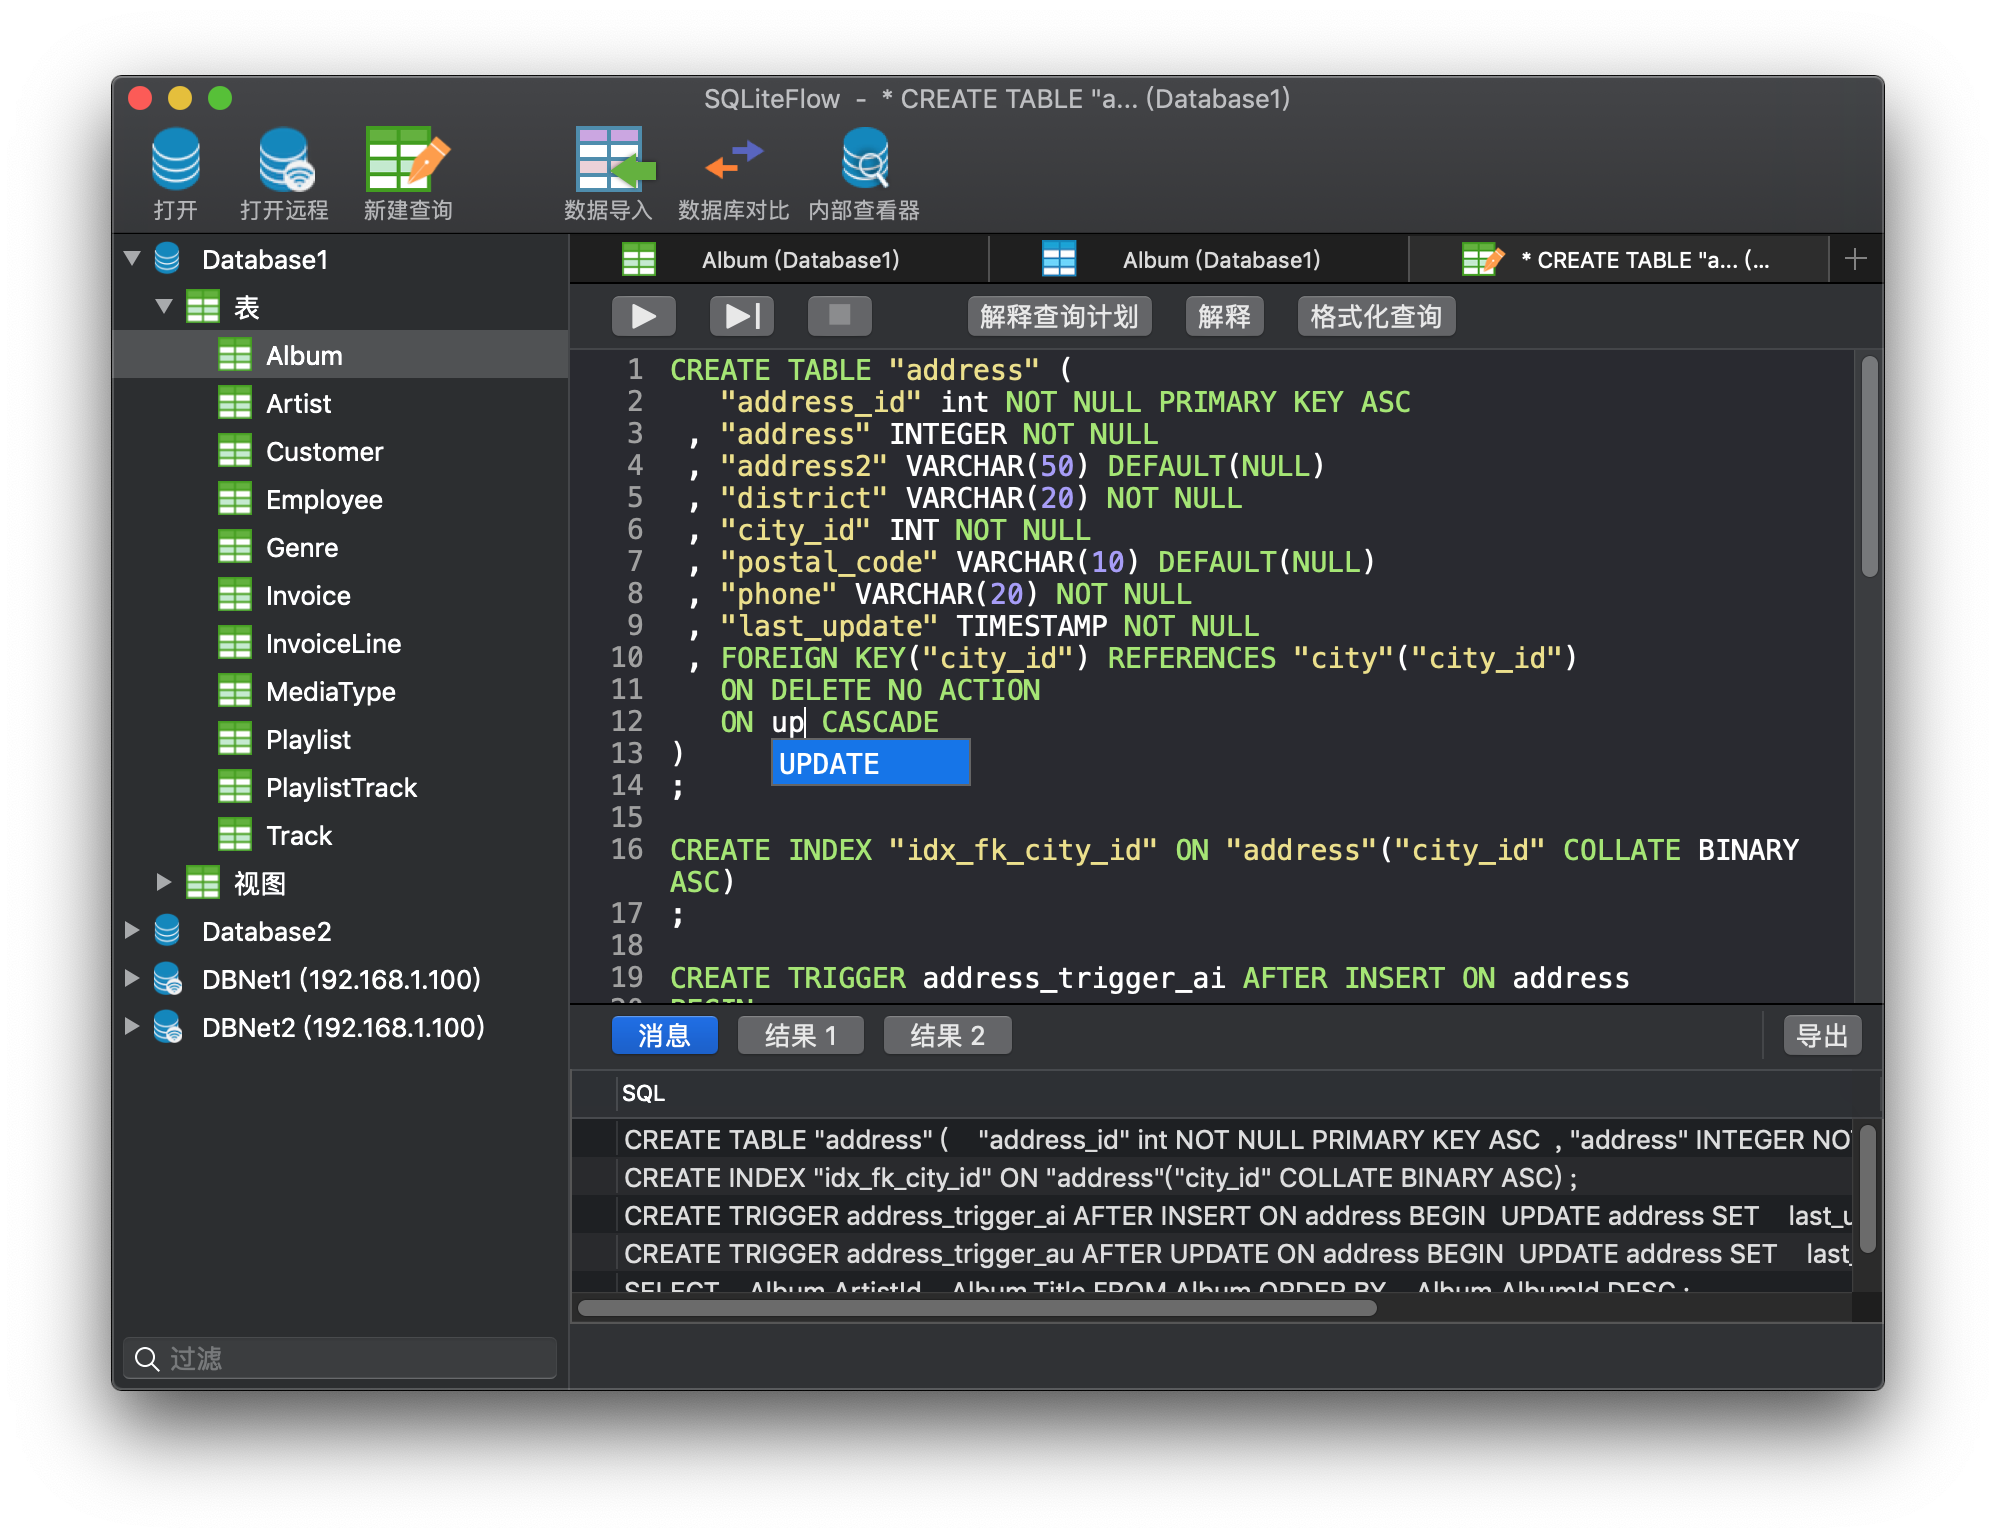 SQLiteFlow - * CREATE TABLE "a... (Database1)
打开
打开远程
新建查询
数据导入
数据库对比
内部查看器
Database1
表
Album
Artist
Customer
Employee
Genre
Invoice
InvoiceLine
MediaType
Playlist
PlaylistTrack
Track
视图
Database2
DBNet1 (192.168.1.100)
DBNet2 (192.168.1.100)
过滤
Album (Database1)
Album (Database1)
* CREATE TABLE "a... (...
解释查询计划
解释
格式化查询
1 CREATE TABLE "address" (
2 "address_id" int NOT NULL PRIMARY KEY ASC
3 , "address" INTEGER NOT NULL
4 , "address2" VARCHAR(50) DEFAULT(NULL)
5 , "district" VARCHAR(20) NOT NULL
6 , "city_id" INT NOT NULL
7 , "postal_code" VARCHAR(10) DEFAULT(NULL)
8 , "phone" VARCHAR(20) NOT NULL
9 , "last_update" TIMESTAMP NOT NULL
10 , FOREIGN KEY("city_id") REFERENCES "city"("city_id")
11 ON DELETE NO ACTION
12 ON up CASCADE
UPDATE
13 )
14 ;
15
16 CREATE INDEX "idx_fk_city_id" ON "address"("city_id" COLLATE BINARY
ASC)
17 ;
18
19 CREATE TRIGGER address_trigger_ai AFTER INSERT ON address
20 BEGIN
消息
结果 1
结果 2
导出
SQL
CREATE TABLE "address" ( "address_id" int NOT NULL PRIMARY KEY ASC , "address" INTEGER NOT
CREATE INDEX "idx_fk_city_id" ON "address"("city_id" COLLATE BINARY ASC) ;
CREATE TRIGGER address_trigger_ai AFTER INSERT ON address BEGIN UPDATE address SET last_u
CREATE TRIGGER address_trigger_au AFTER UPDATE ON address BEGIN UPDATE address SET last_
SELECT Album.ArtistId Album.Title FROM Album ORDER BY Album.AlbumId DESC ;